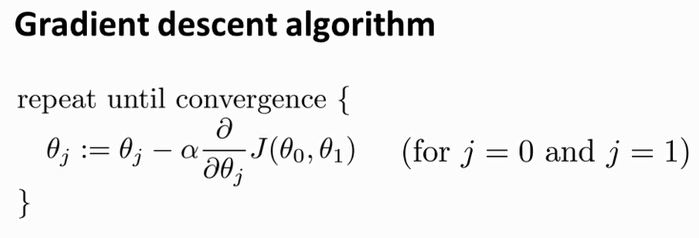 Gradient descent algorithm
repeat until convergence {
θ_j := θ_j − α ∂/∂θ_j J(θ_0, θ_1) (for j = 0 and j = 1)
}